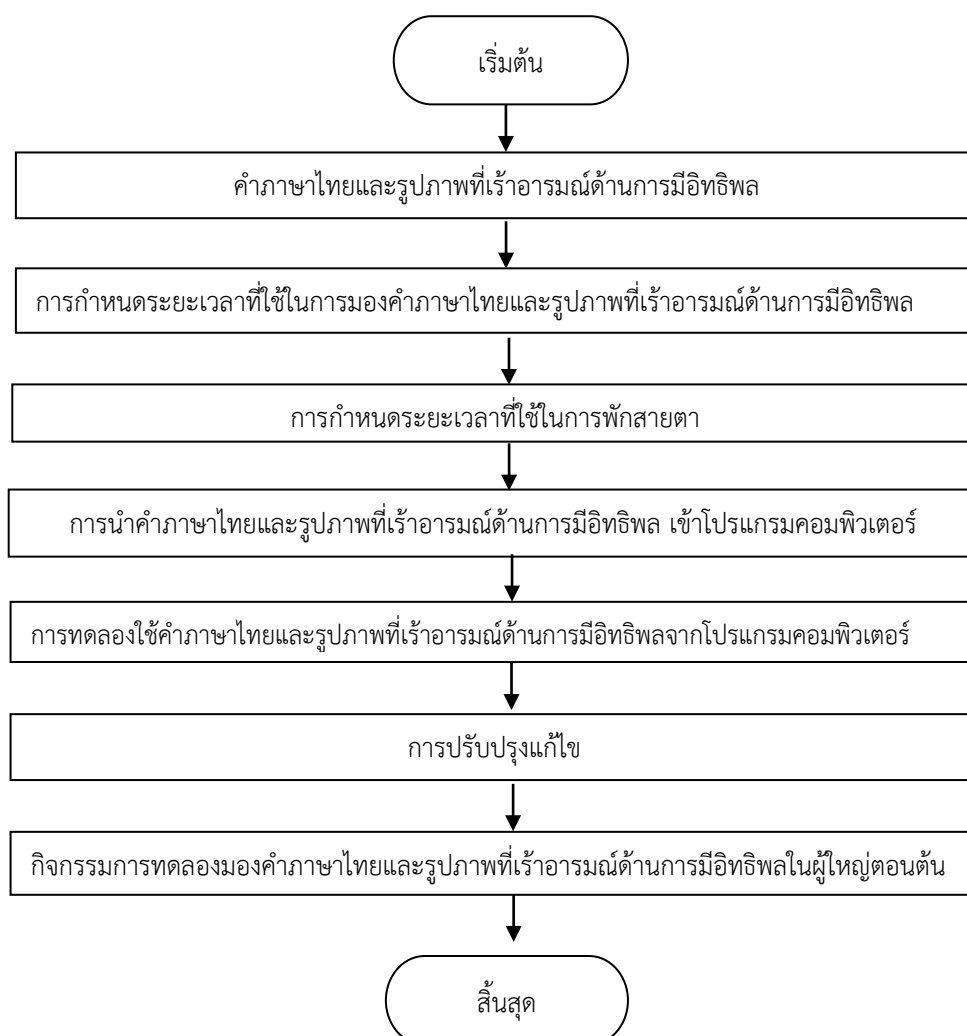 เริ่มต้น
คำภาษาไทยและรูปภาพที่เร้าอารมณ์ด้านการมีอิทธิพล
การกำหนดระยะเวลาที่ใช้ในการมองคำภาษาไทยและรูปภาพที่เร้าอารมณ์ด้านการมีอิทธิพล
การกำหนดระยะเวลาที่ใช้ในการพักสายตา
การนำคำภาษาไทยและรูปภาพที่เร้าอารมณ์ด้านการมีอิทธิพล เข้าโปรแกรมคอมพิวเตอร์
การทดลองใช้คำภาษาไทยและรูปภาพที่เร้าอารมณ์ด้านการมีอิทธิพลจากโปรแกรมคอมพิวเตอร์
การปรับปรุงแก้ไข
กิจกรรมการทดลองมองคำภาษาไทยและรูปภาพที่เร้าอารมณ์ด้านการมีอิทธิพลในผู้ใหญ่ตอนต้น
สิ้นสุด